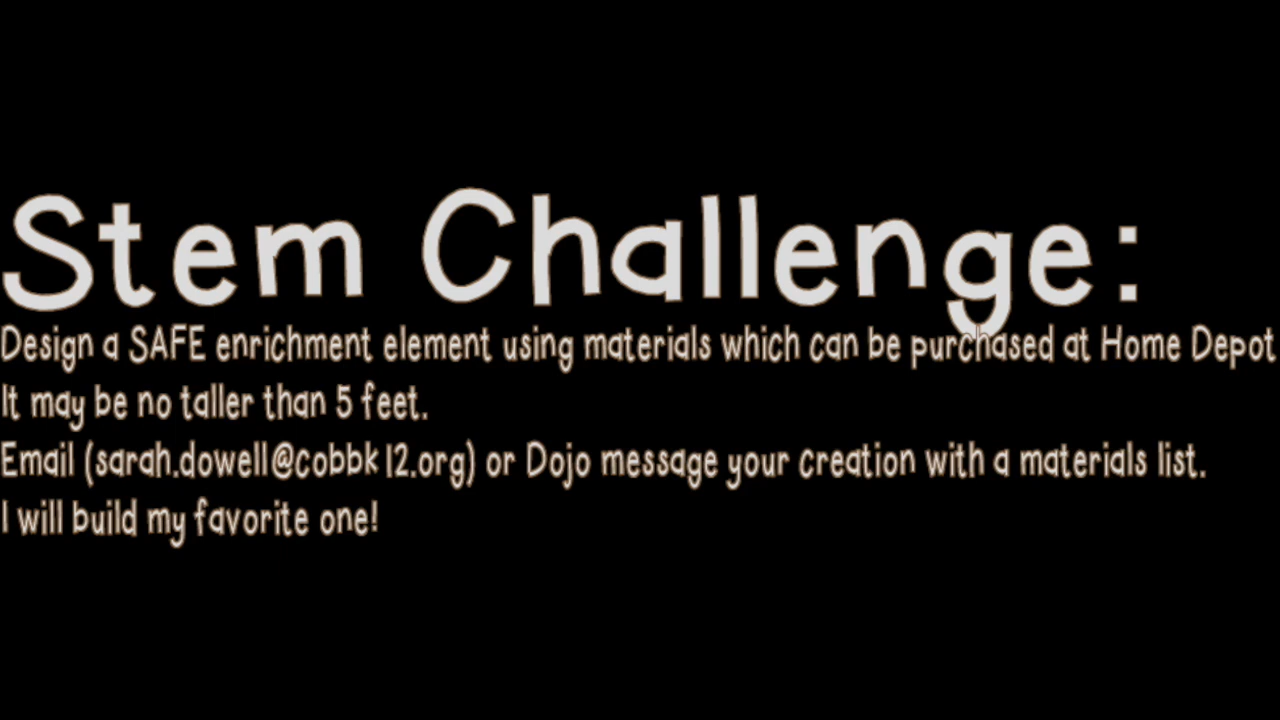 Stem Challenge:
Design a SAFE enrichment element using materials which can be purchased at Home Depot
It may be no taller than 5 feet.
Email (sarah.dowell@cobbk12.org) or Dojo message your creation with a materials list.
I will build my favorite one!